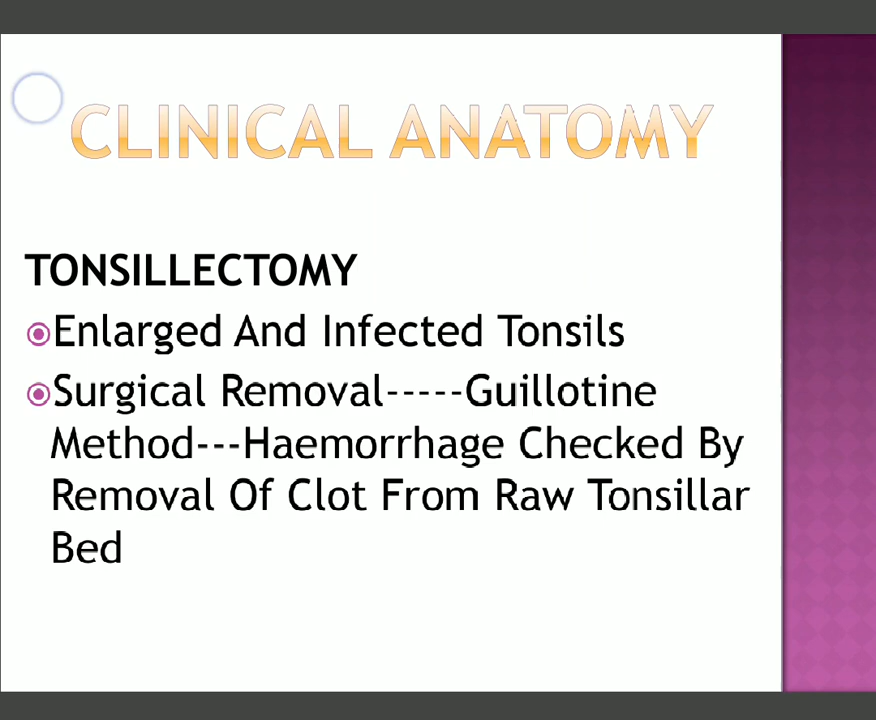 CLINICAL ANATOMY
TONSILLECTOMY
Enlarged And Infected Tonsils
Surgical Removal-----Guillotine
Method---Haemorrhage Checked By
Removal Of Clot From Raw Tonsillar
Bed